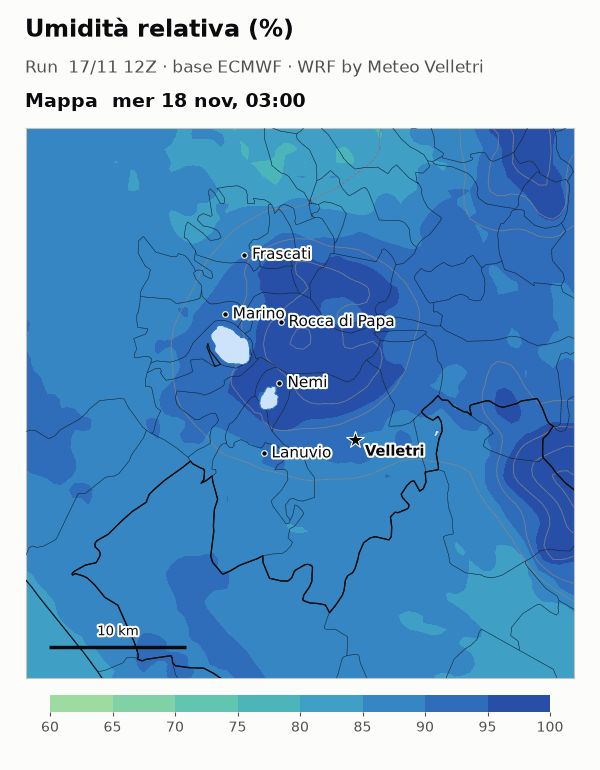 Umidità relativa (%)
Run  17/11 12Z · base ECMWF · WRF by Meteo Velletri
Mappa  mer 18 nov, 03:00
Frascati
Marino
Rocca di Papa
Nemi
Velletri
Lanuvio
10 km
60 65 70 75 80 85 90 95 100